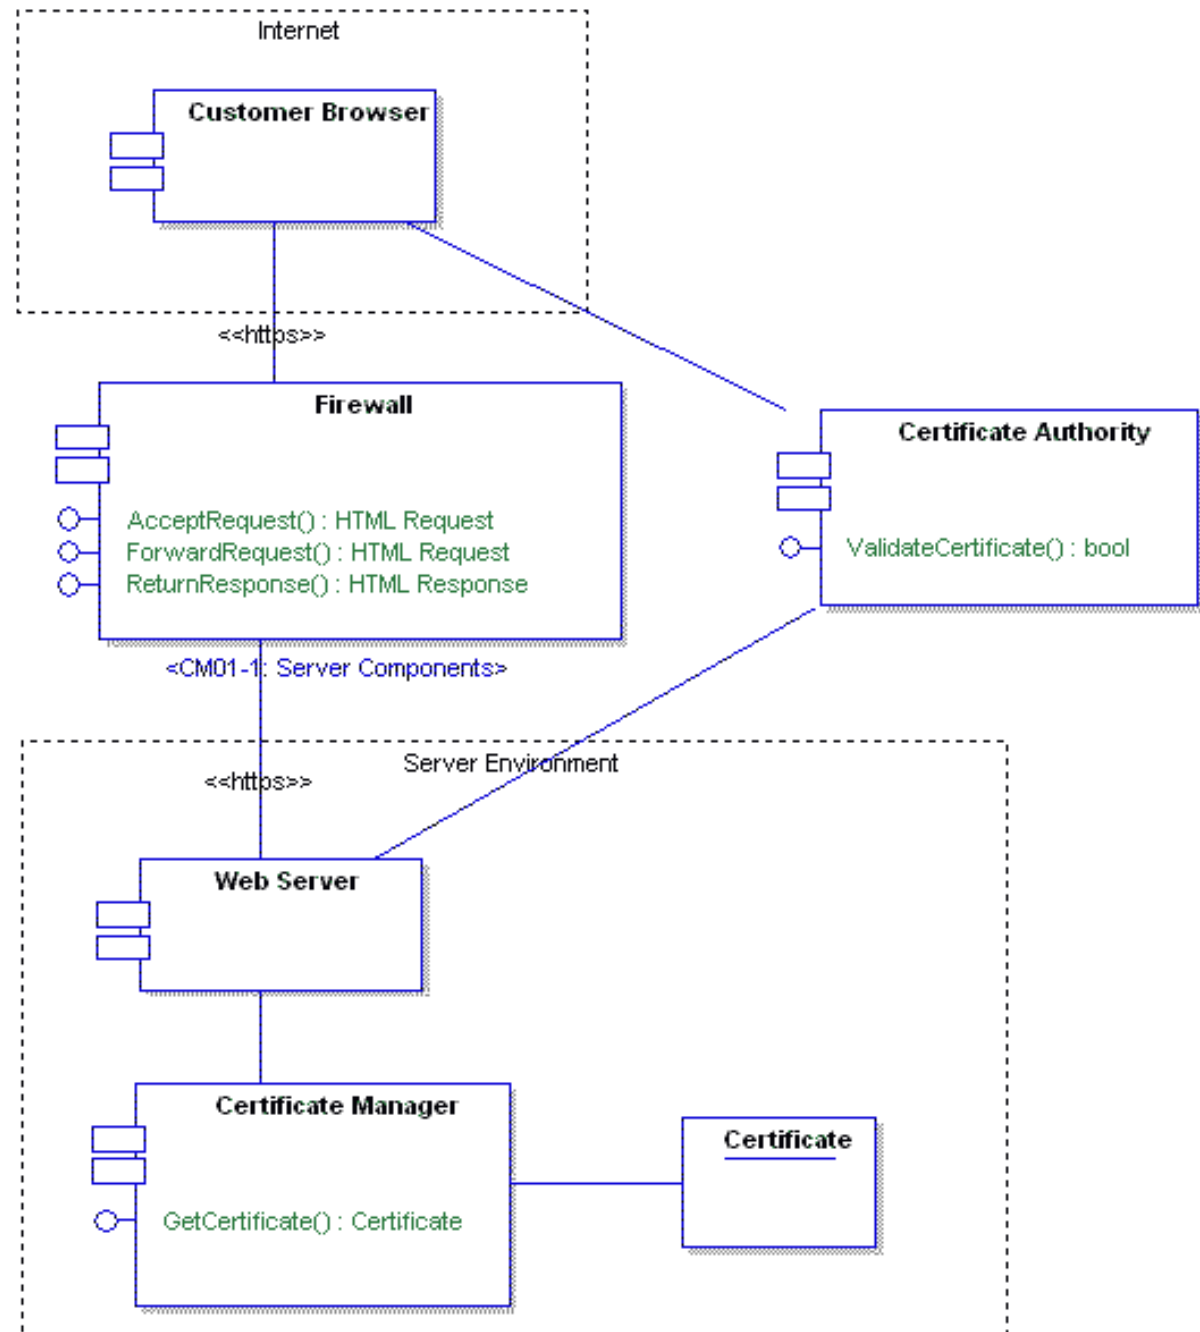 Internet
Customer Browser
<<https>>
Firewall
AcceptRequest() : HTML Request
ForwardRequest() : HTML Request
ReturnResponse() : HTML Response
Certificate Authority
ValidateCertificate() : bool
<CM01-1: Server Components>
Server Environment
<<https>>
Web Server
Certificate Manager
GetCertificate() : Certificate
Certificate